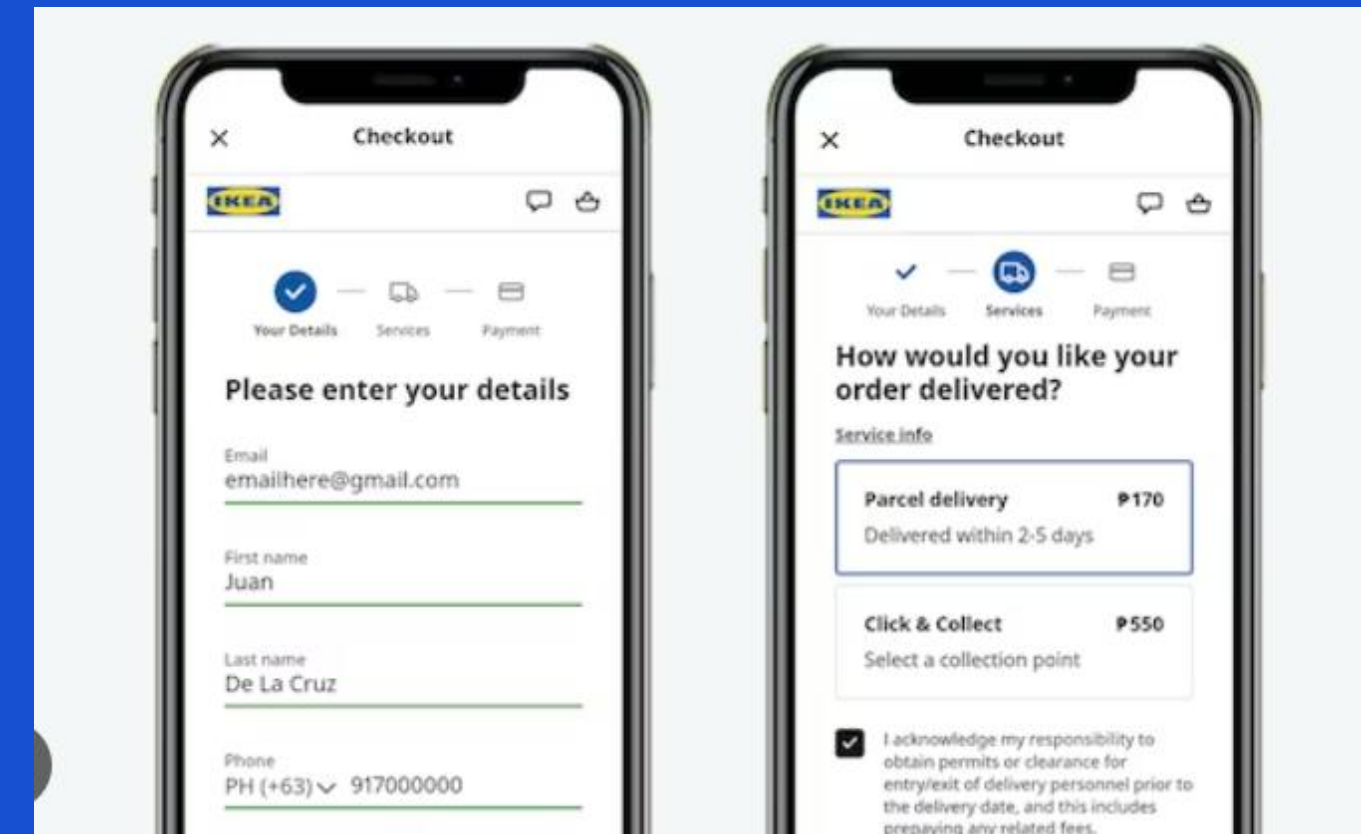 Checkout
IKEA
Your Details
Services
Payment
Please enter your details
Email
emailhere@gmail.com
First name
Juan
Last name
De La Cruz
Phone
PH (+63) 917000000
Checkout
IKEA
Your Details
Services
Payment
How would you like your
order delivered?
Service info
Parcel delivery ₱170
Delivered within 2-5 days
Click & Collect ₱550
Select a collection point
I acknowledge my responsibility to
obtain permits or clearance for
entry/exit of delivery personnel prior to
the delivery date, and this includes
prepaying any related fees.